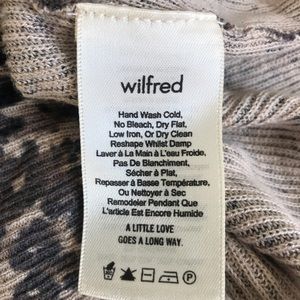 wilfred
Hand Wash Cold,
No Bleach, Dry Flat,
Low Iron, Or Dry Clean
Reshape Whilst Damp
Laver à La Main à L'eau Froide,
Pas De Blanchiment,
Sécher à Plat,
Repasser à Basse Température,
Ou Nettoyer à Sec
Remodeler Pendant Que
L'article Est Encore Humide
A LITTLE LOVE
GOES A LONG WAY.